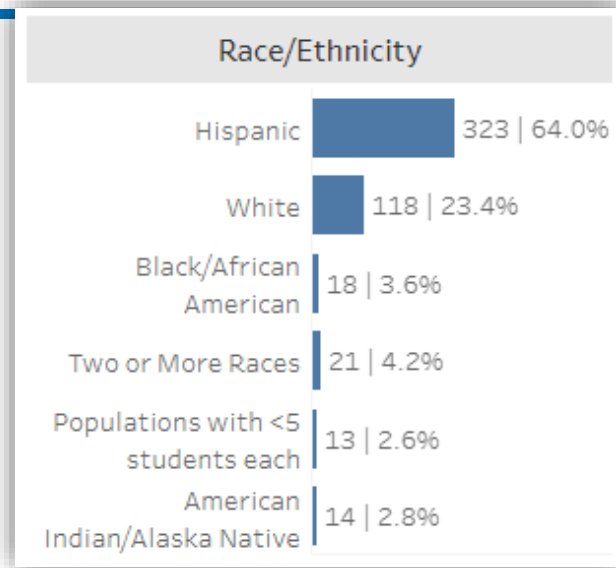 Race/Ethnicity
Hispanic 323 | 64.0%
White 118 | 23.4%
Black/African
American 18 | 3.6%
Two or More Races 21 | 4.2%
Populations with <5
students each 13 | 2.6%
American
Indian/Alaska Native 14 | 2.8%